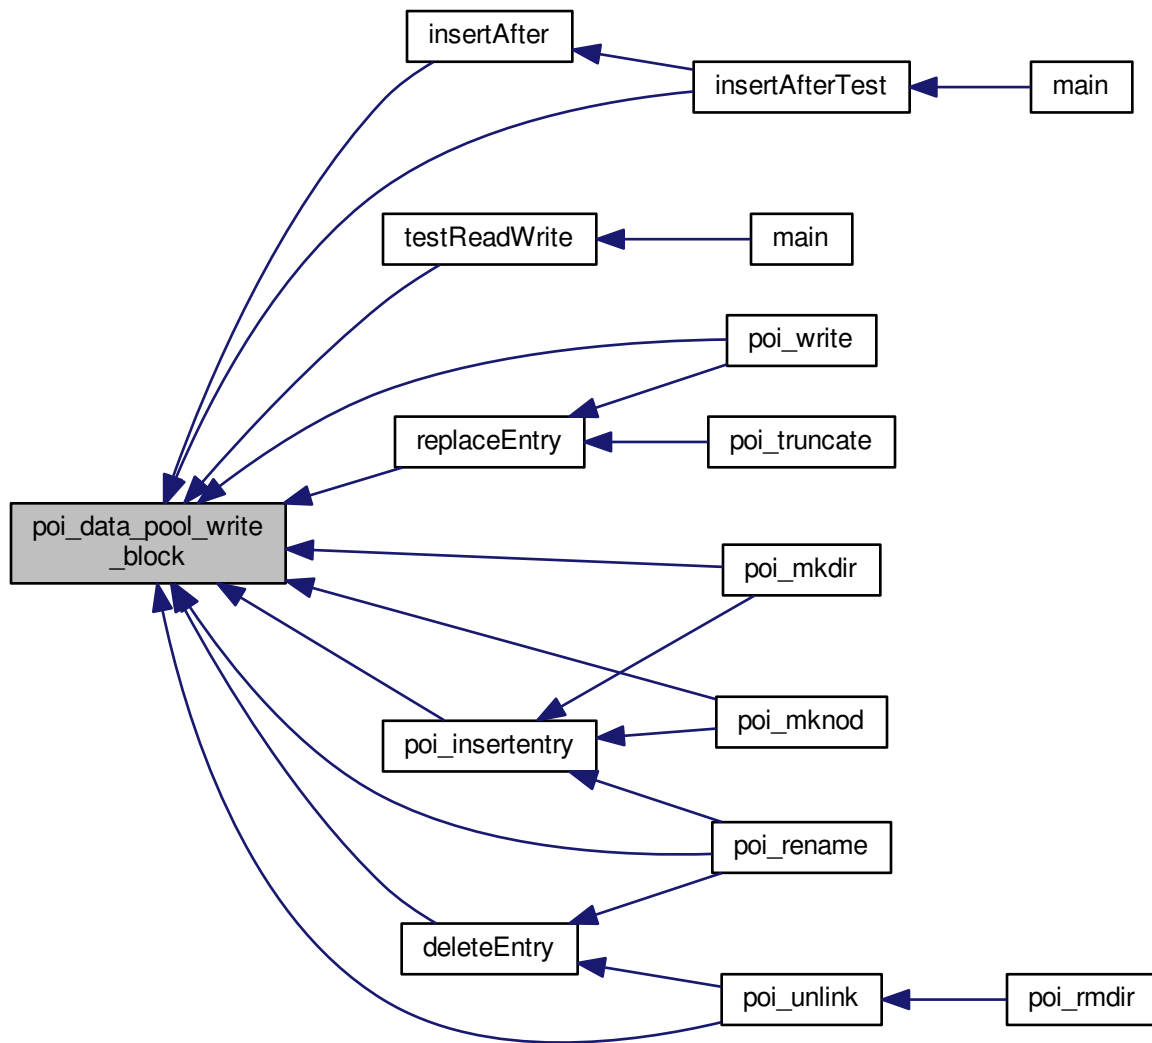 insertAfter
insertAfterTest
main
testReadWrite
main
poi_write
replaceEntry
poi_truncate
poi_data_pool_write
_block
poi_mkdir
poi_mknod
poi_insertentry
poi_rename
deleteEntry
poi_unlink
poi_rmdir